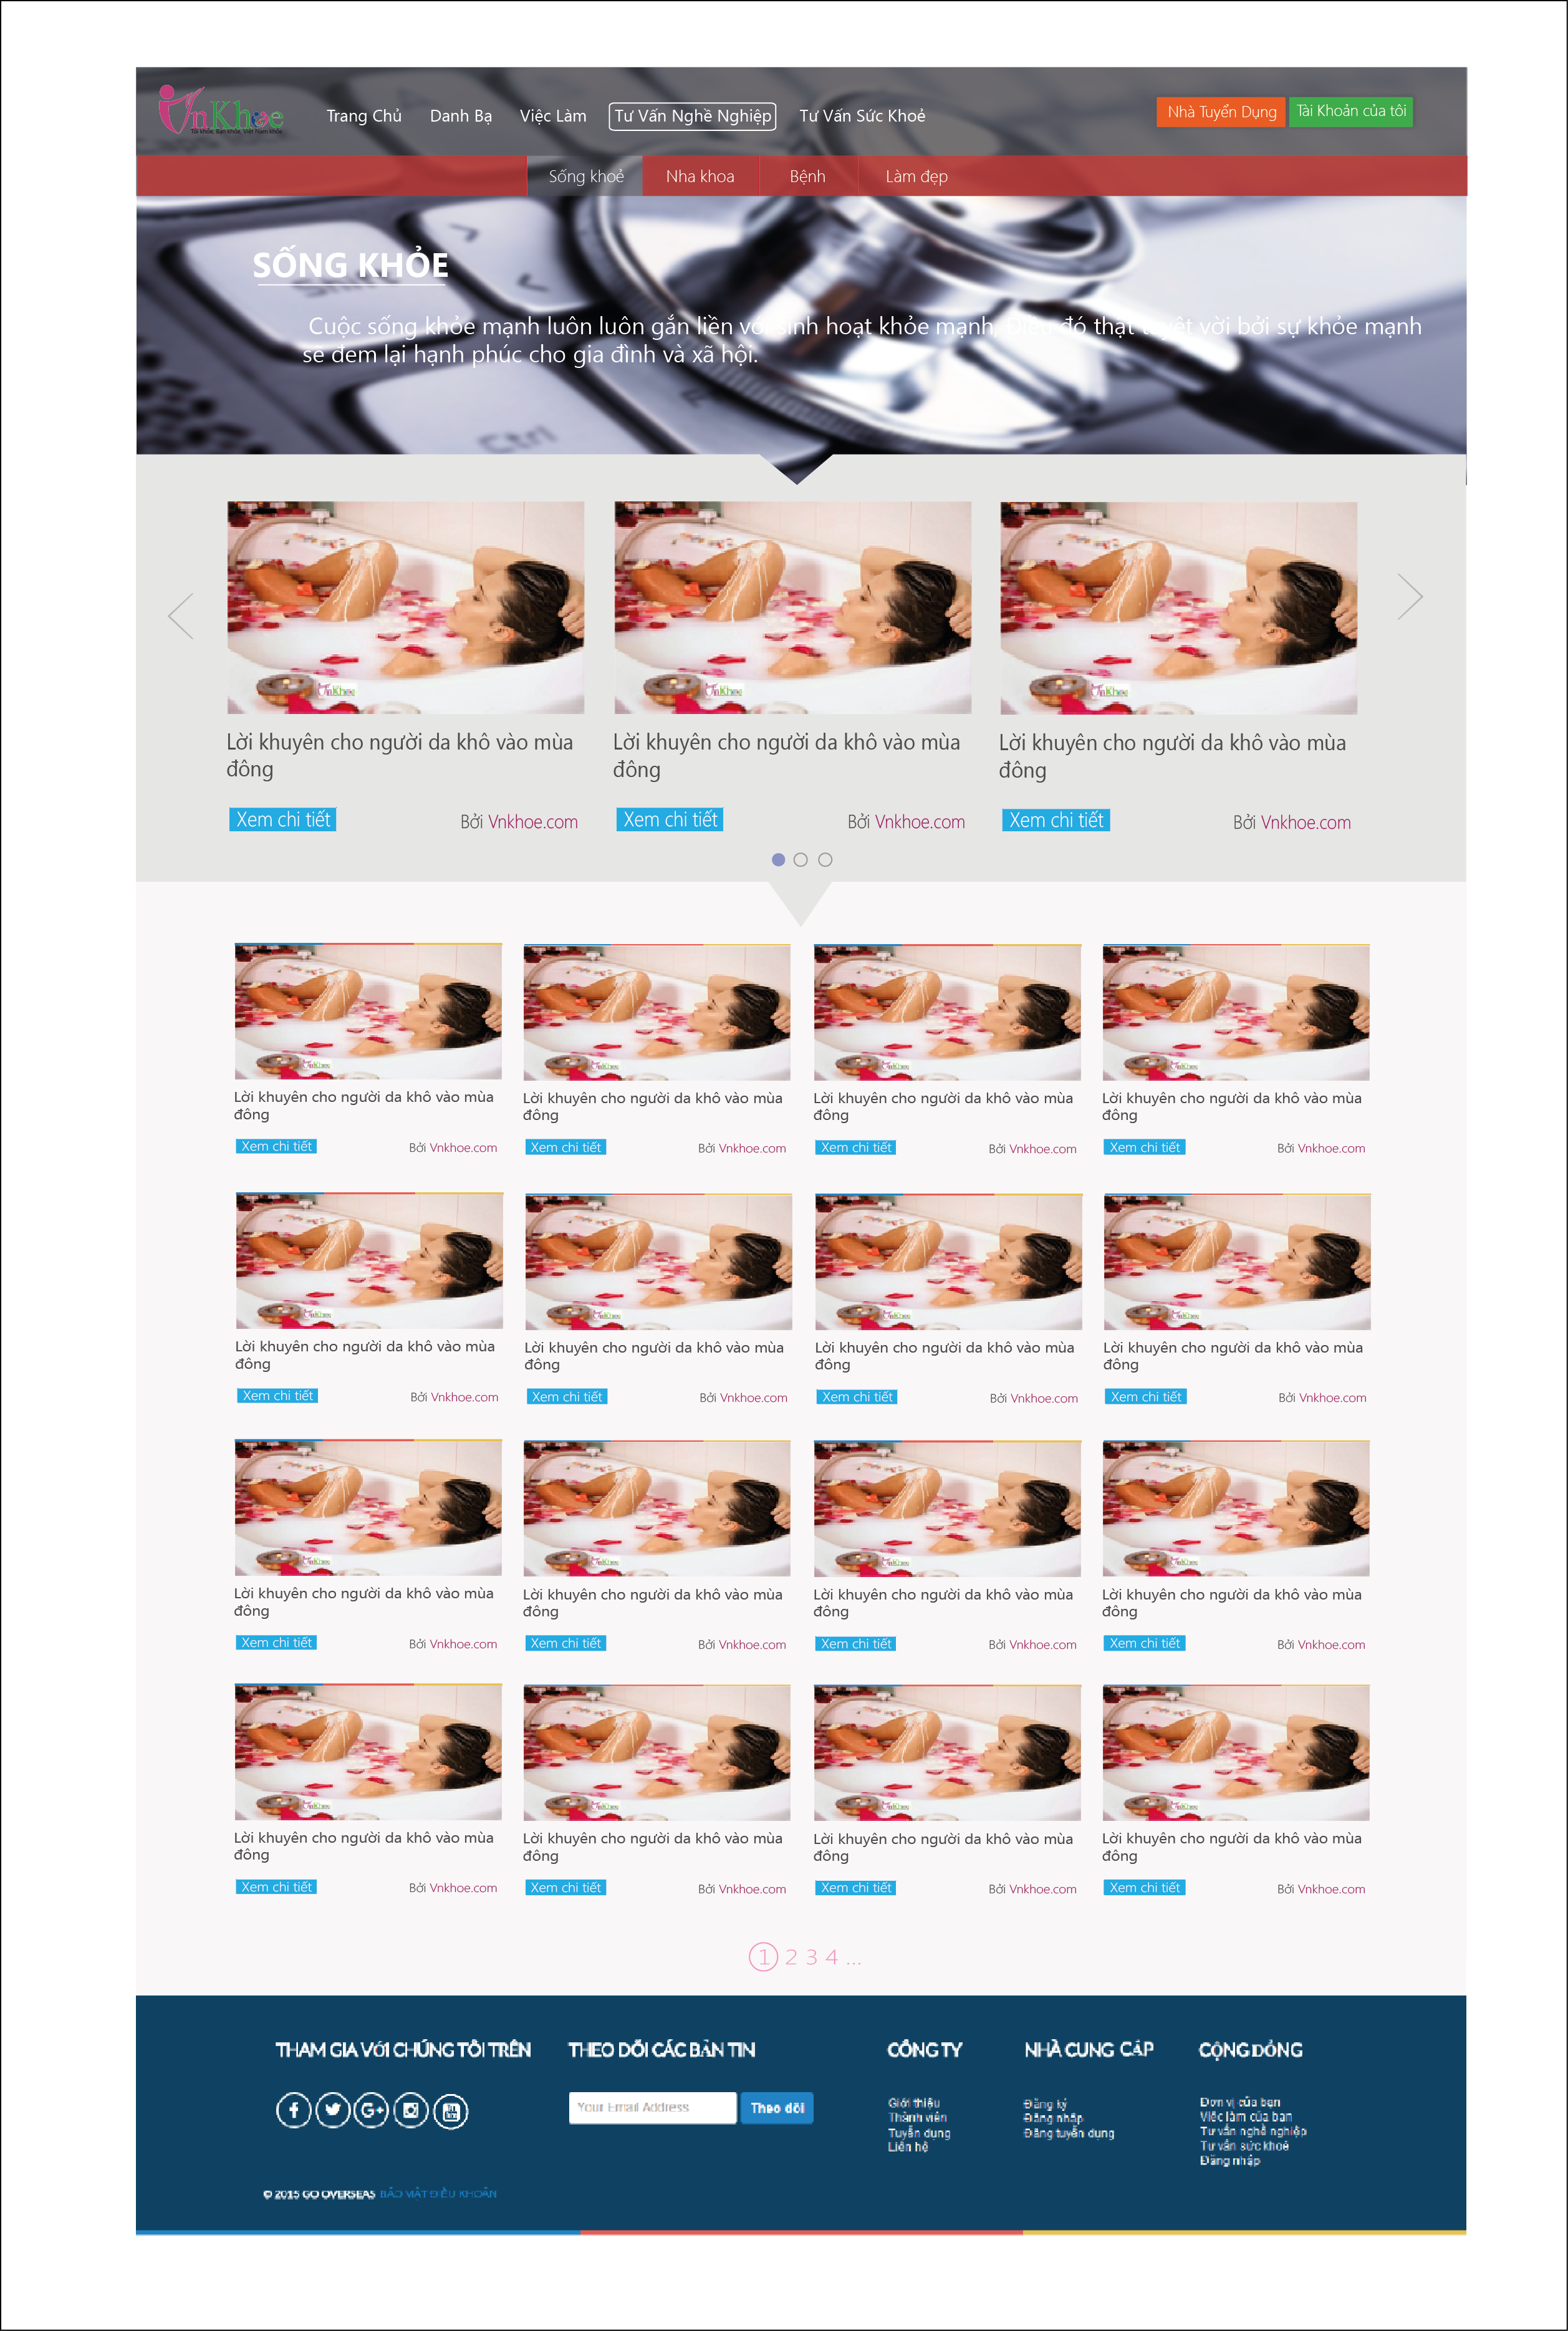 VnKhoe
Tôi khỏe, Bạn khỏe, Việt Nam khỏe
Trang Chủ Danh Bạ Việc Làm Tư Vấn Nghề Nghiệp Tư Vấn Sức Khoẻ Nhà Tuyển Dụng Tài Khoản của tôi
Sống khoẻ Nha khoa Bệnh Làm đẹp
SỐNG KHỎE
Cuộc sống khỏe mạnh luôn luôn gắn liền với sinh hoạt khỏe mạnh, Điều đó thật tuyệt vời bởi sự khỏe mạnh
sẽ đem lại hạnh phúc cho gia đình và xã hội.
Ctrl
Lời khuyên cho người da khô vào mùa
đông
Xem chi tiết Bởi Vnkhoe.com
Lời khuyên cho người da khô vào mùa
đông
Xem chi tiết Bởi Vnkhoe.com
Lời khuyên cho người da khô vào mùa
đông
Xem chi tiết Bởi Vnkhoe.com
Lời khuyên cho người da khô vào mùa
đông
Xem chi tiết Bởi Vnkhoe.com
Lời khuyên cho người da khô vào mùa
đông
Xem chi tiết Bởi Vnkhoe.com
Lời khuyên cho người da khô vào mùa
đông
Xem chi tiết Bởi Vnkhoe.com
Lời khuyên cho người da khô vào mùa
đông
Xem chi tiết Bởi Vnkhoe.com
Lời khuyên cho người da khô vào mùa
đông
Xem chi tiết Bởi Vnkhoe.com
Lời khuyên cho người da khô vào mùa
đông
Xem chi tiết Bởi Vnkhoe.com
Lời khuyên cho người da khô vào mùa
đông
Xem chi tiết Bởi Vnkhoe.com
Lời khuyên cho người da khô vào mùa
đông
Xem chi tiết Bởi Vnkhoe.com
Lời khuyên cho người da khô vào mùa
đông
Xem chi tiết Bởi Vnkhoe.com
Lời khuyên cho người da khô vào mùa
đông
Xem chi tiết Bởi Vnkhoe.com
Lời khuyên cho người da khô vào mùa
đông
Xem chi tiết Bởi Vnkhoe.com
Lời khuyên cho người da khô vào mùa
đông
Xem chi tiết Bởi Vnkhoe.com
Lời khuyên cho người da khô vào mùa
đông
Xem chi tiết Bởi Vnkhoe.com
Lời khuyên cho người da khô vào mùa
đông
Xem chi tiết Bởi Vnkhoe.com
Lời khuyên cho người da khô vào mùa
đông
Xem chi tiết Bởi Vnkhoe.com
Lời khuyên cho người da khô vào mùa
đông
Xem chi tiết Bởi Vnkhoe.com
1 2 3 4 ...
THAM GIA VỚI CHÚNG TÔI TRÊN
THEO DÕI CÁC BẢN TIN
Your Email Address Theo dõi
CÔNG TY
Giới thiệu
Thành viên
Tuyển dụng
Liên hệ
NHÀ CUNG CẤP
Đăng ký
Đăng nhập
Đăng tuyển dụng
CỘNG ĐỒNG
Đơn vị của bạn
Việc làm của bạn
Tư vấn nghề nghiệp
Tư vấn sức khoẻ
Đăng nhập
© 2015 GO OVERSEAS BẢO MẬT ĐIỀU KHOẢN